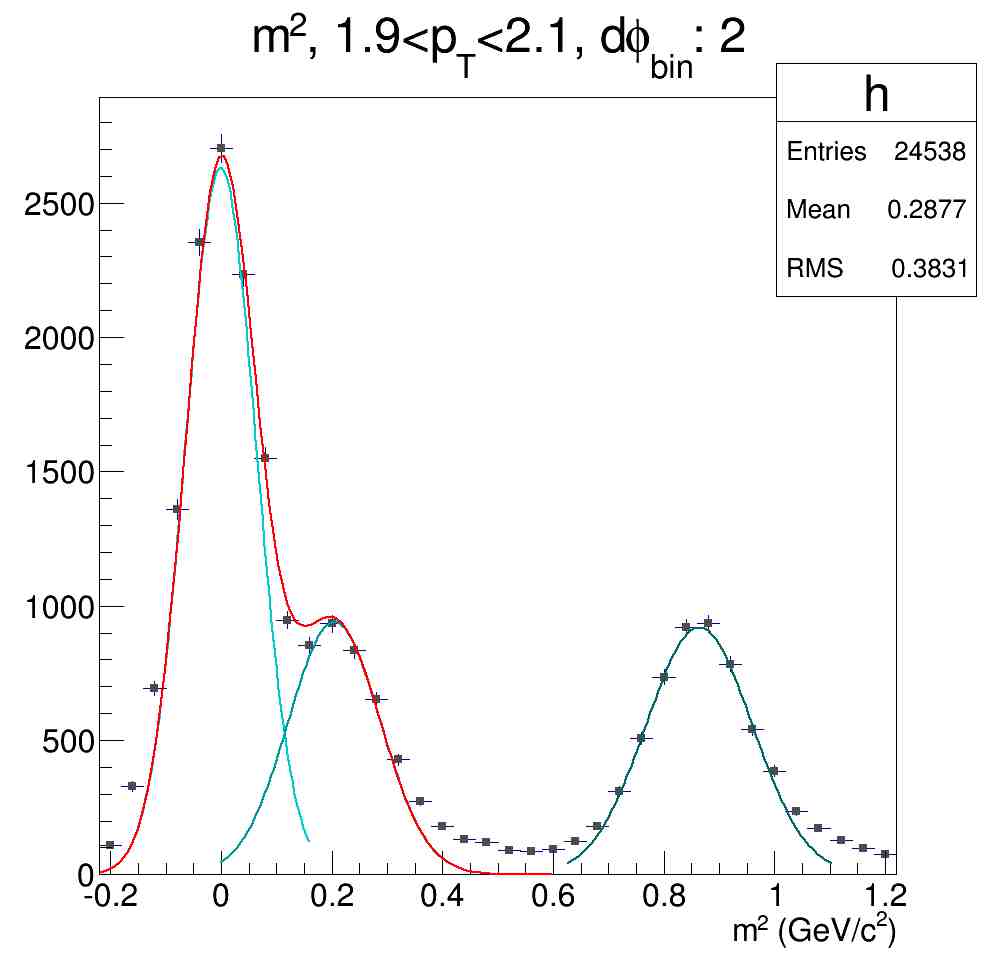 m², 1.9<p_T<2.1, dϕ_bin: 2
h
Entries 24538
Mean 0.2877
RMS 0.3831
2500
2000
1500
1000
500
0
-0.2 0 0.2 0.4 0.6 0.8 1 1.2
m² (GeV/c²)